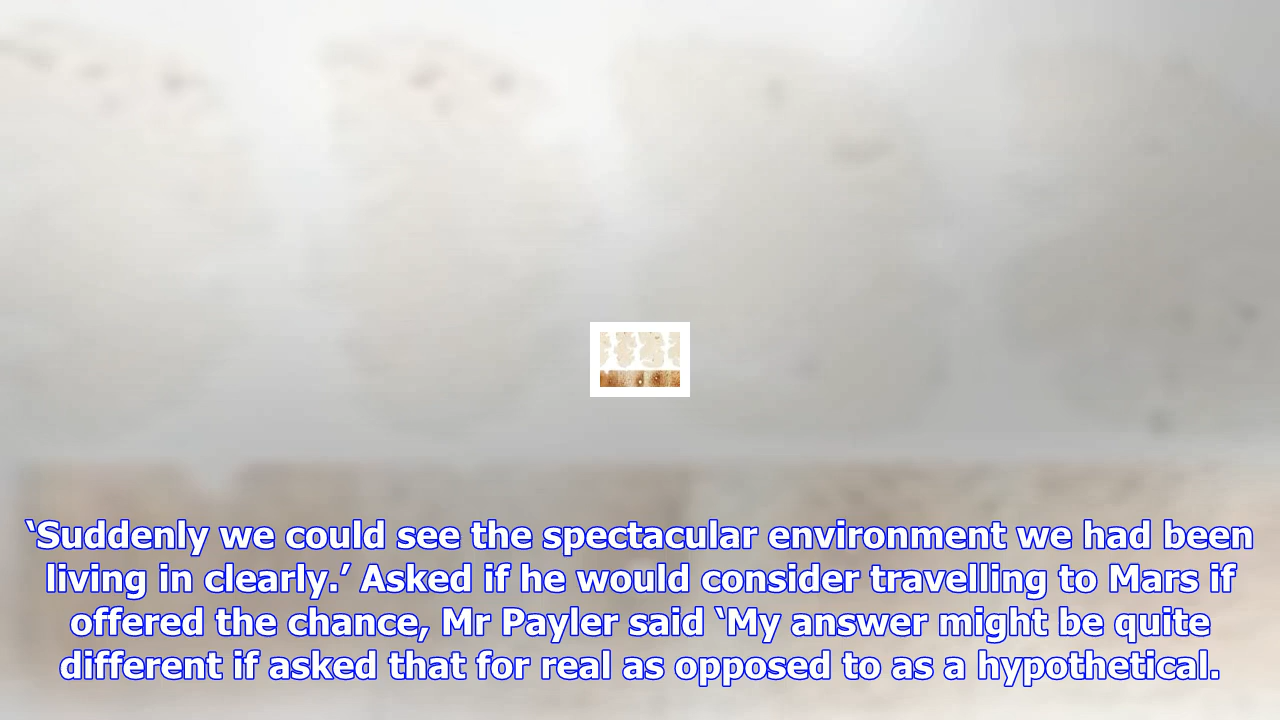 ‘Suddenly we could see the spectacular environment we had been
living in clearly.’ Asked if he would consider travelling to Mars if
offered the chance, Mr Payler said ‘My answer might be quite
different if asked that for real as opposed to as a hypothetical.